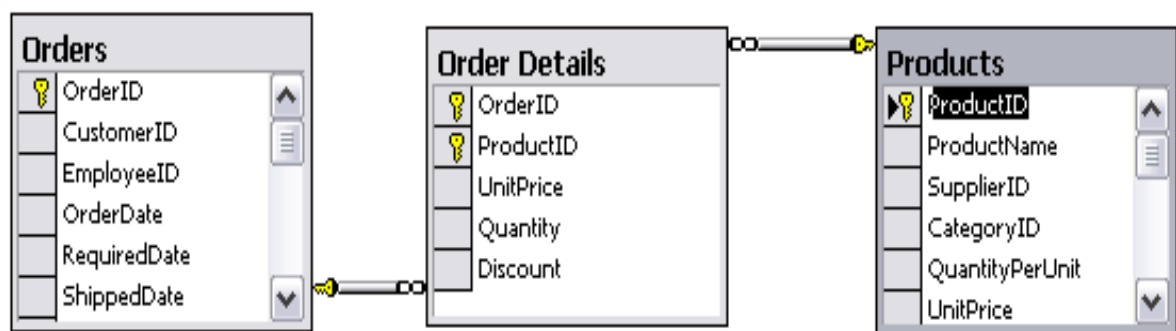 Orders
OrderID
CustomerID
EmployeeID
OrderDate
RequiredDate
ShippedDate
Order Details
OrderID
ProductID
UnitPrice
Quantity
Discount
Products
ProductID
ProductName
SupplierID
CategoryID
QuantityPerUnit
UnitPrice